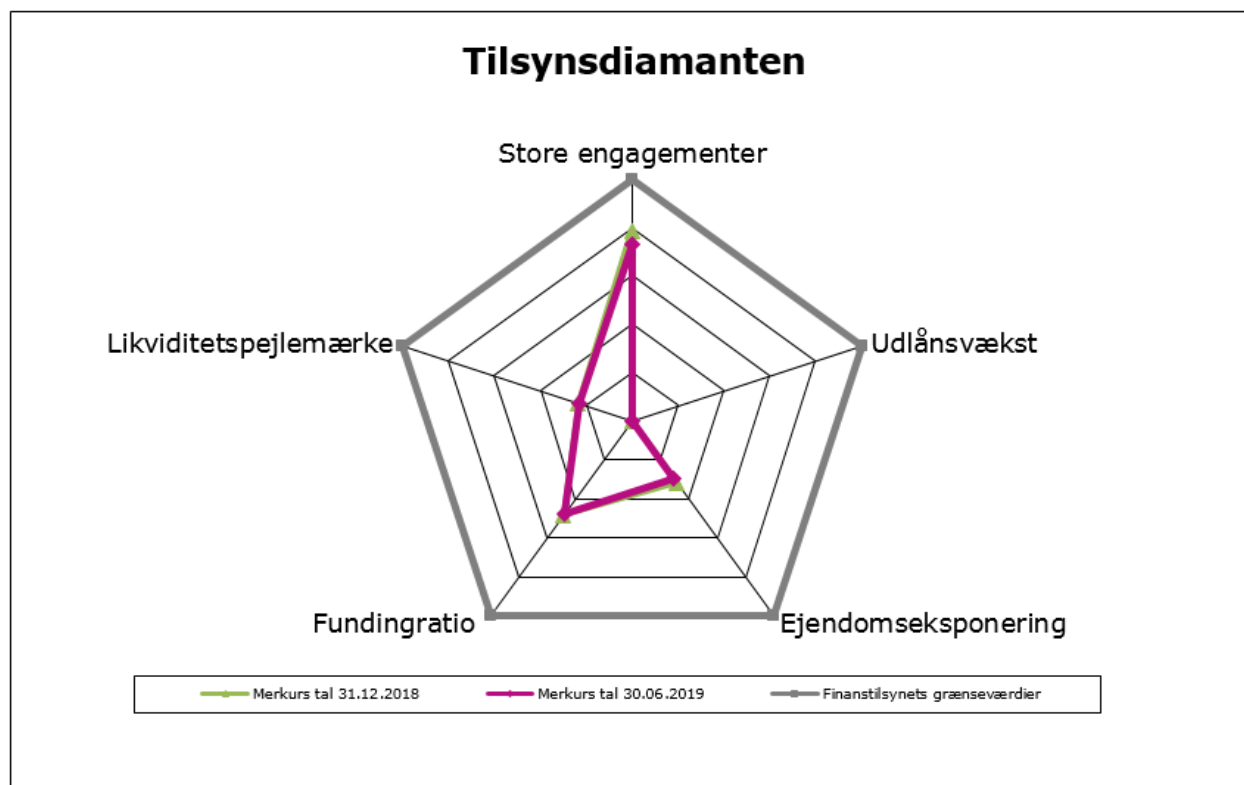 Tilsynsdiamanten
Store engagementer
Likviditetspejlemærke
Udlånsvækst
Fundingratio
Ejendomseksponering
Merkurs tal 31.12.2018
Merkurs tal 30.06.2019
Finanstilsynets grænseværdier